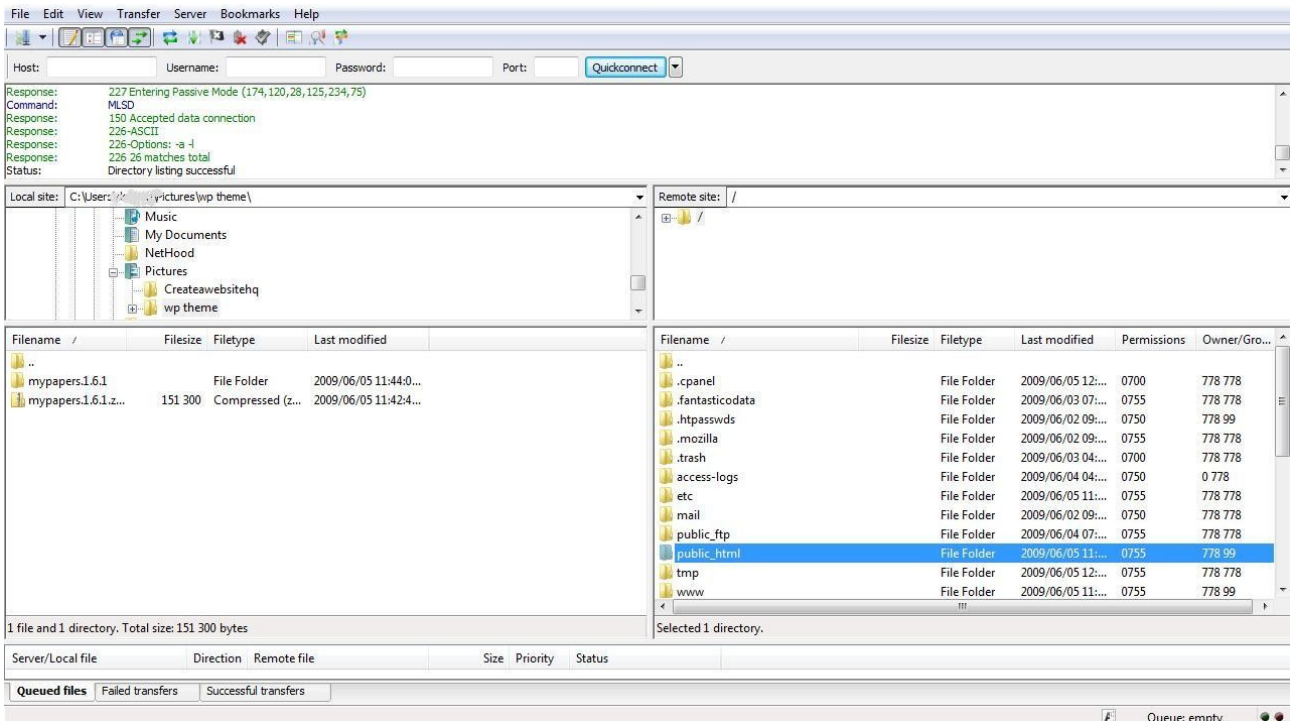 File Edit View Transfer Server Bookmarks Help
Host: Username: Password: Port: Quickconnect
Response: 227 Entering Passive Mode (174,120,28,125,234,75)
Command: MLSD
Response: 150 Accepted data connection
Response: 226-ASCII
Response: 226-Options: -a -l
Response: 226 26 matches total
Status: Directory listing successful
Local site: C:\Users\ Pictures\wp theme\
Music
My Documents
NetHood
Pictures
Createawebsitehq
wp theme
Remote site: /
/
Filename / Filesize Filetype Last modified
..
mypapers.1.6.1 File Folder 2009/06/05 11:44:0...
mypapers.1.6.1.z... 151 300 Compressed (z... 2009/06/05 11:42:4...
1 file and 1 directory. Total size: 151 300 bytes
Filename / Filesize Filetype Last modified Permissions Owner/Gro...
..
.cpanel File Folder 2009/06/05 12:... 0700 778 778
.fantasticodata File Folder 2009/06/03 07:... 0755 778 778
.htpasswds File Folder 2009/06/02 09:... 0750 778 99
.mozilla File Folder 2009/06/02 09:... 0755 778 778
.trash File Folder 2009/06/03 04:... 0700 778 778
access-logs File Folder 2009/06/04 04:... 0750 0 778
etc File Folder 2009/06/05 11:... 0755 778 778
mail File Folder 2009/06/02 09:... 0750 778 778
public_ftp File Folder 2009/06/04 07:... 0755 778 778
public_html File Folder 2009/06/05 11:... 0755 778 99
tmp File Folder 2009/06/05 12:... 0755 778 778
www File Folder 2009/06/05 11:... 0755 778 99
Selected 1 directory.
Server/Local file Direction Remote file Size Priority Status
Queued files Failed transfers Successful transfers
Queue: empty